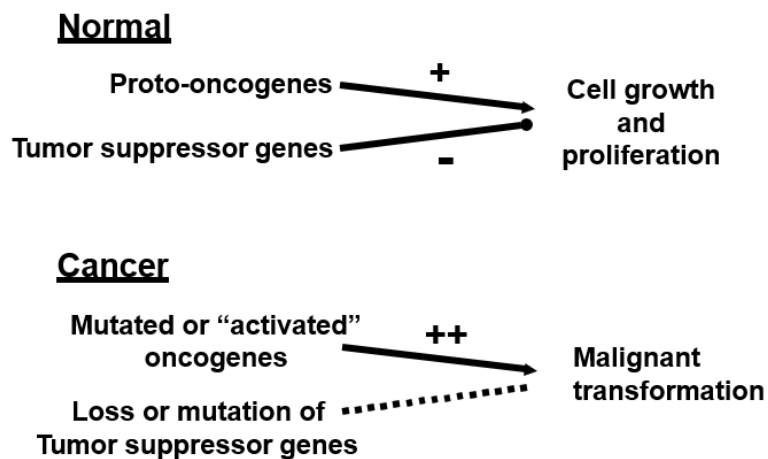 Normal
Proto-oncogenes
+
Cell growth
and
proliferation
Tumor suppressor genes
-
Cancer
Mutated or “activated”
oncogenes
++
Malignant
transformation
Loss or mutation of
Tumor suppressor genes